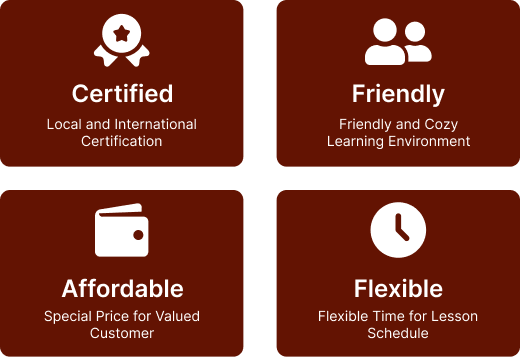 Certified
Local and International
Certification
Friendly
Friendly and Cozy
Learning Environment
Affordable
Special Price for Valued
Customer
Flexible
Flexible Time for Lesson
Schedule